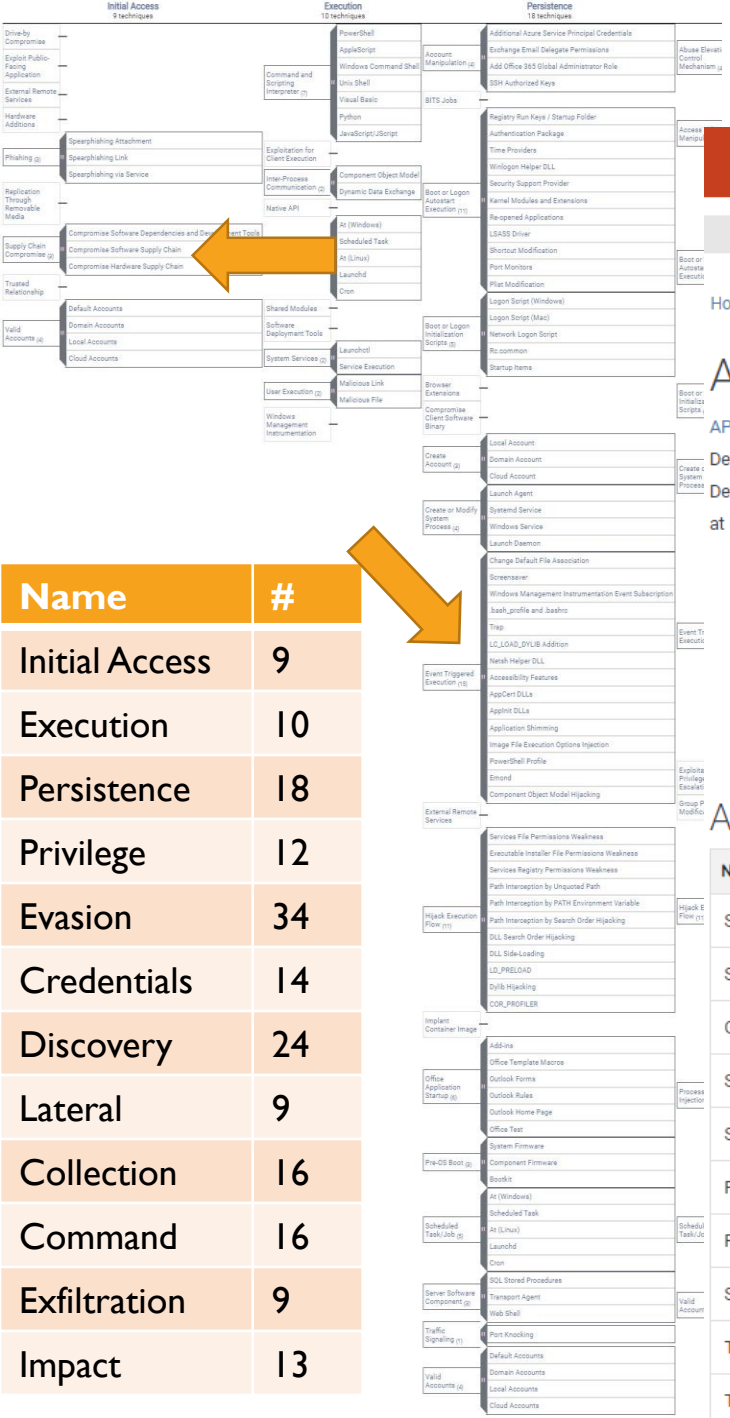 Initial Access
9 techniques
Drive-by
Compromise
Exploit Public-
Facing
Application
External Remote
Services
Hardware
Additions
Phishing (3)
Spearphishing Attachment
Spearphishing Link
Spearphishing via Service
Replication
Through
Removable
Media
Supply Chain
Compromise (3)
Compromise Software Dependencies and Development Tools
Compromise Software Supply Chain
Compromise Hardware Supply Chain
Trusted
Relationship
Valid
Accounts (4)
Default Accounts
Domain Accounts
Local Accounts
Cloud Accounts
Execution
10 techniques
Command and
Scripting
Interpreter (7)
PowerShell
AppleScript
Windows Command Shell
Unix Shell
Visual Basic
Python
JavaScript/JScript
Exploitation for
Client Execution
Inter-Process
Communication (2)
Component Object Model
Dynamic Data Exchange
Native API
At (Windows)
Scheduled Task
At (Linux)
Launchd
Cron
Shared Modules
Software
Deployment Tools
System Services (2)
Launchctl
Service Execution
User Execution (2)
Malicious Link
Malicious File
Windows
Management
Instrumentation
Persistence
18 techniques
Account
Manipulation (4)
Additional Azure Service Principal Credentials
Exchange Email Delegate Permissions
Add Office 365 Global Administrator Role
SSH Authorized Keys
BITS Jobs
Boot or Logon
Autostart
Execution (11)
Registry Run Keys / Startup Folder
Authentication Package
Time Providers
Winlogon Helper DLL
Security Support Provider
Kernel Modules and Extensions
Re-opened Applications
LSASS Driver
Shortcut Modification
Port Monitors
Plist Modification
Boot or Logon
Initialization
Scripts (5)
Logon Script (Windows)
Logon Script (Mac)
Network Logon Script
Rc.common
Startup Items
Browser
Extensions
Compromise
Client Software
Binary
Create
Account (3)
Local Account
Domain Account
Cloud Account
Create or Modify
System
Process (4)
Launch Agent
Systemd Service
Windows Service
Launch Daemon
Event Triggered
Execution (15)
Change Default File Association
Screensaver
Windows Management Instrumentation Event Subscription
.bash_profile and .bashrc
Trap
LC_LOAD_DYLIB Addition
Netsh Helper DLL
Accessibility Features
AppCert DLLs
AppInit DLLs
Application Shimming
Image File Execution Options Injection
PowerShell Profile
Emond
Component Object Model Hijacking
External Remote
Services
Hijack Execution
Flow (11)
Services File Permissions Weakness
Executable Installer File Permissions Weakness
Services Registry Permissions Weakness
Path Interception by Unquoted Path
Path Interception by PATH Environment Variable
Path Interception by Search Order Hijacking
DLL Search Order Hijacking
DLL Side-Loading
LD_PRELOAD
Dylib Hijacking
COR_PROFILER
Implant
Container Image
Office
Application
Startup (6)
Add-ins
Office Template Macros
Outlook Forms
Outlook Rules
Outlook Home Page
Office Test
Pre-OS Boot (3)
System Firmware
Component Firmware
Bootkit
Scheduled
Task/Job (5)
At (Windows)
Scheduled Task
At (Linux)
Launchd
Cron
Server Software
Component (3)
SQL Stored Procedures
Transport Agent
Web Shell
Traffic
Signaling (1)
Port Knocking
Valid
Accounts (4)
Default Accounts
Domain Accounts
Local Accounts
Cloud Accounts
Control
Access
Boot or
Boot or
System
Process
Process
Valid
Ho
A
AP
De
De
at
A
N
S
S
C
S
S
F
F
S
T
T
Name #
Initial Access 9
Execution 10
Persistence 18
Privilege 12
Evasion 34
Credentials 14
Discovery 24
Lateral 9
Collection 16
Command 16
Exfiltration 9
Impact 13